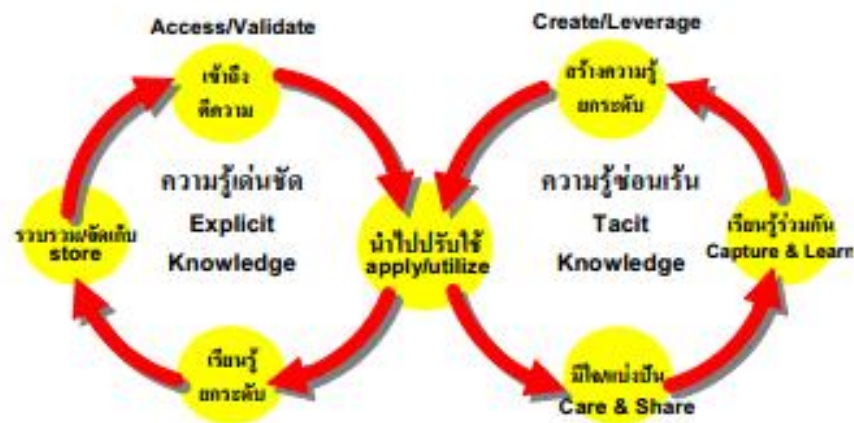 Access/Validate
เข้าถึง
ตีความ
ความรู้เด่นชัด
Explicit
Knowledge
รวบรวม/จัดเก็บ
store
เรียนรู้
ยกระดับ
นำไปปรับใช้
apply/utilize
Create/Leverage
สร้างความรู้
ยกระดับ
ความรู้ซ่อนเร้น
Tacit
Knowledge
เรียนรู้ร่วมกัน
Capture & Learn
มีใจ/แบ่งปัน
Care & Share